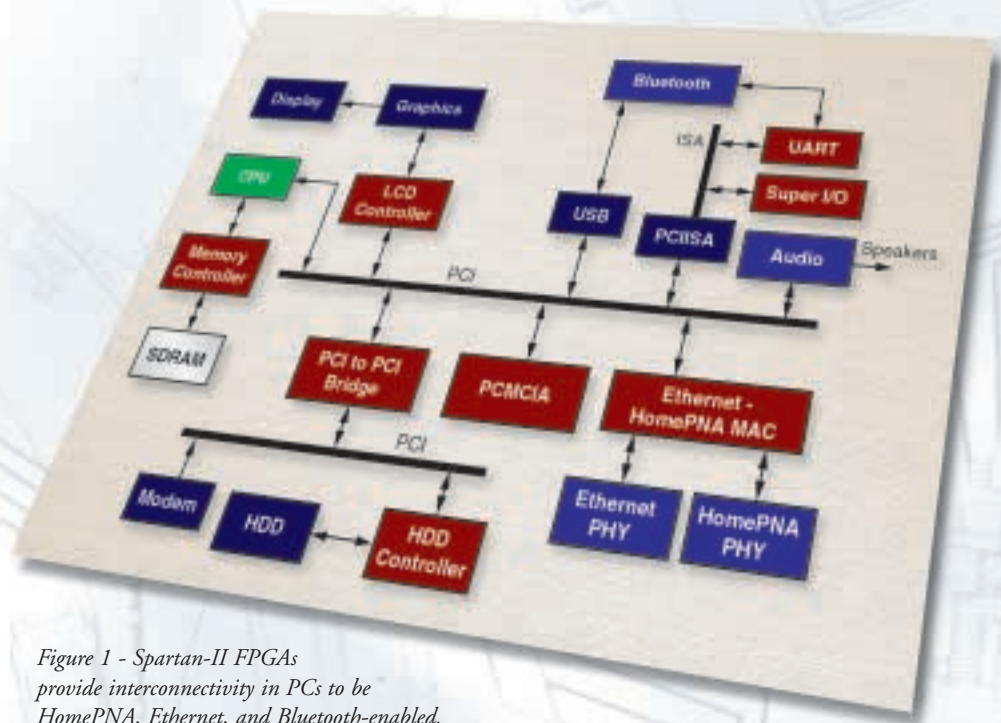 Display
Graphics
Bluetooth
ISA
UART
CPU
LCD
Controller
Super I/O
USB
PCI/ISA
Audio
Speakers
Memory
Controller
PCI
SDRAM
PCI to PCI
Bridge
PCMCIA
Ethernet -
HomePNA MAC
PCI
Modem
HDD
HDD
Controller
Ethernet
PHY
HomePNA
PHY
Figure 1 - Spartan-II FPGAs
provide interconnectivity in PCs to be
HomePNA, Ethernet, and Bluetooth-enabled.